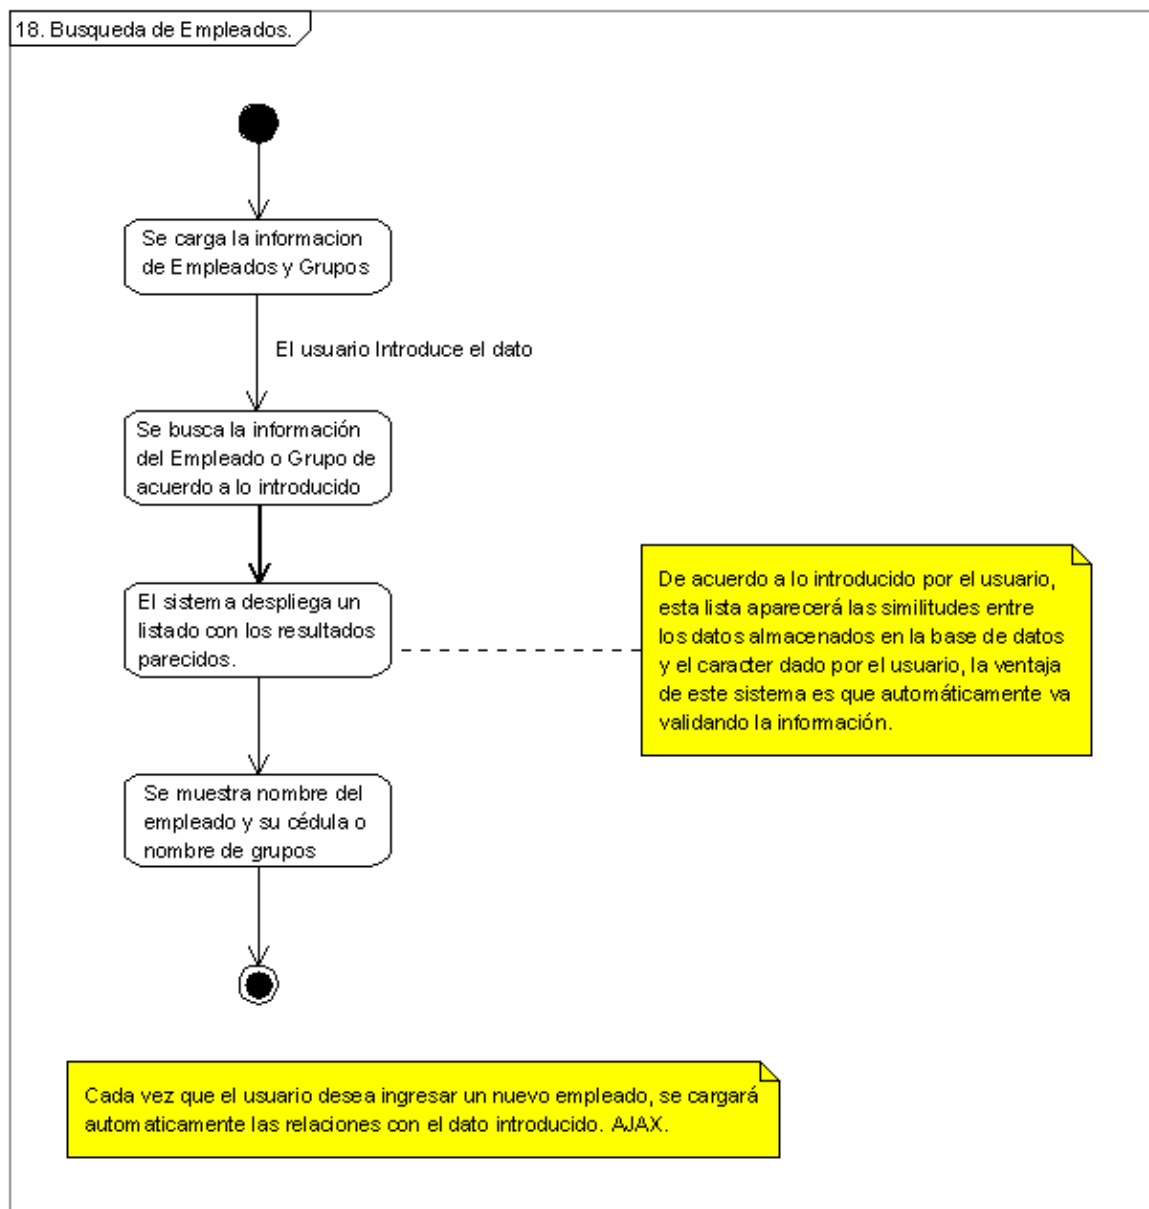 18. Busqueda de Empleados.
Se carga la informacion
de Empleados y Grupos
El usuario Introduce el dato
Se busca la información
del Empleado o Grupo de
acuerdo a lo introducido
El sistema despliega un
listado con los resultados
parecidos.
De acuerdo a lo introducido por el usuario,
esta lista aparecerá las similitudes entre
los datos almacenados en la base de datos
y el caracter dado por el usuario, la ventaja
de este sistema es que automáticamente va
validando la información.
Se muestra nombre del
empleado y su cédula o
nombre de grupos
Cada vez que el usuario desea ingresar un nuevo empleado, se cargará
automaticamente las relaciones con el dato introducido. AJAX.